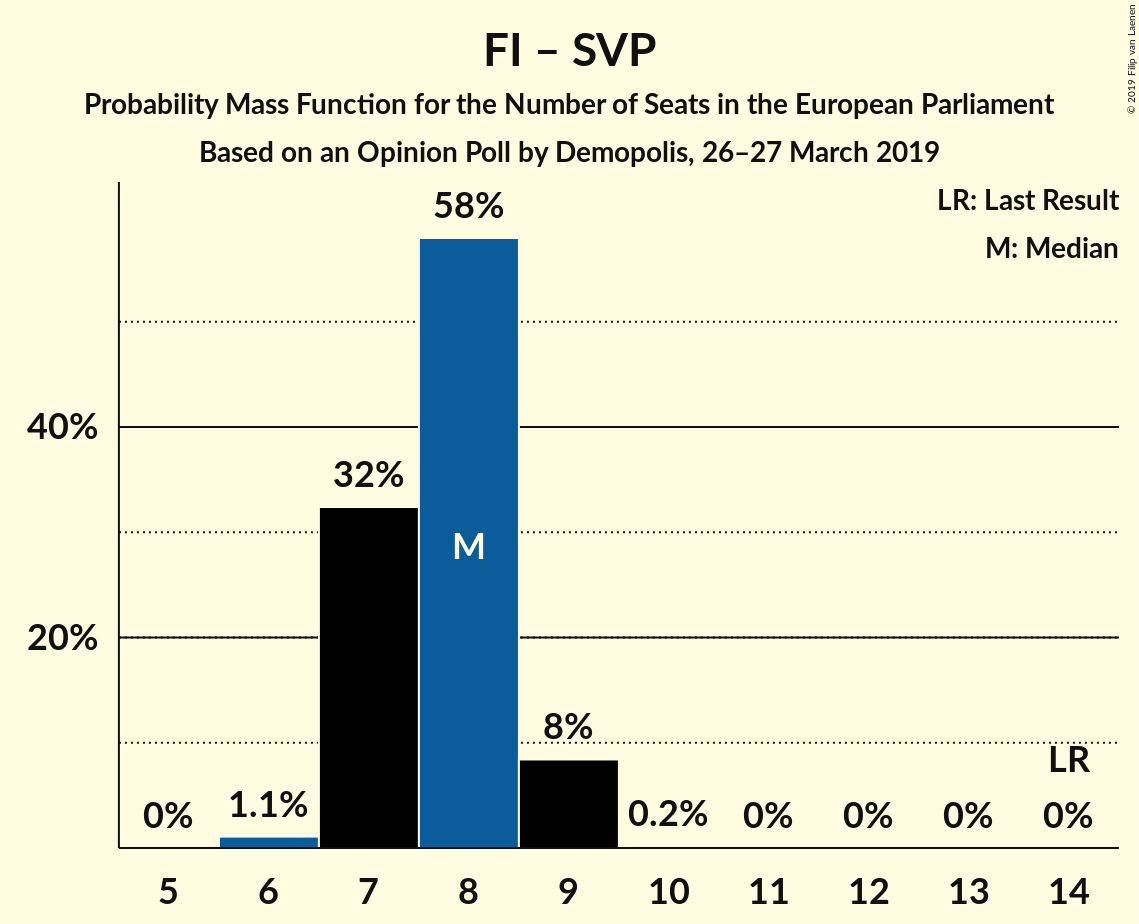 FI – SVP
Probability Mass Function for the Number of Seats in the European Parliament
Based on an Opinion Poll by Demopolis, 26–27 March 2019
© 2019 Filip van Laenen
LR: Last Result
M: Median
58%
40%
32%
M
20%
8%
LR
0%
1.1%
0.2%
0%
0%
0%
0%
5 6 7 8 9 10 11 12 13 14